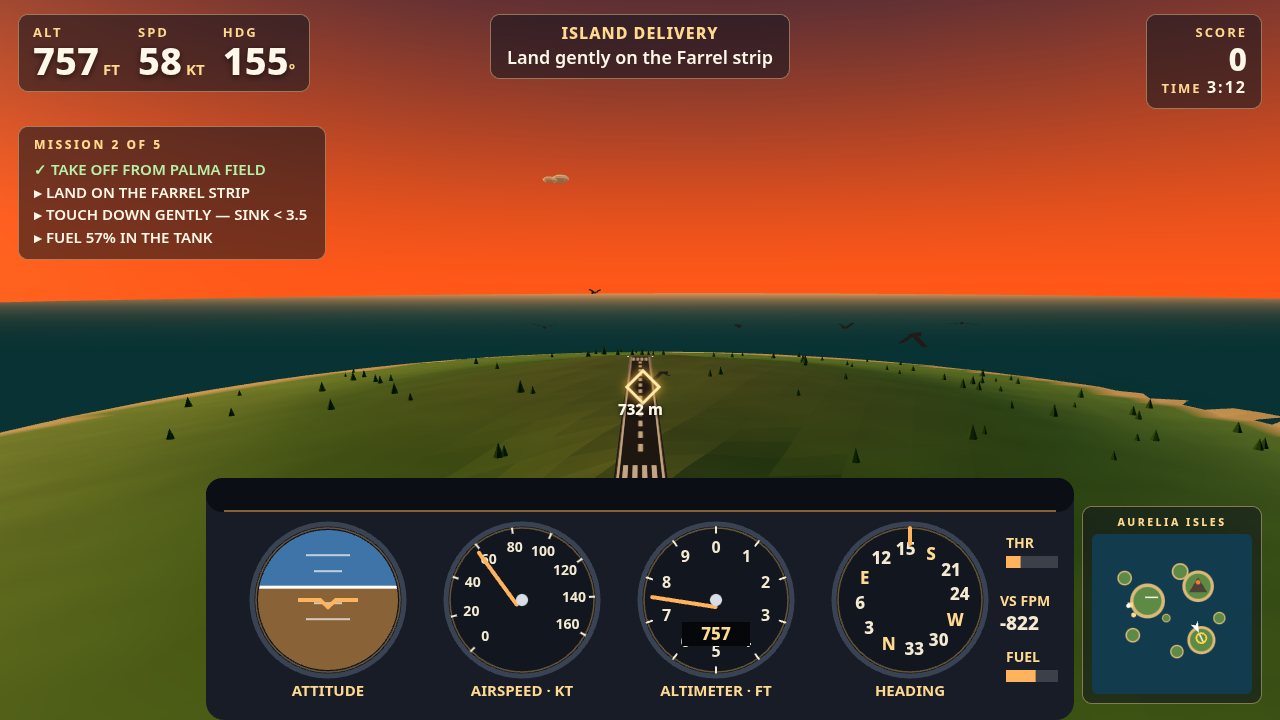 ALT SPD HDG
757 FT 58 KT 155°
ISLAND DELIVERY
Land gently on the Farrel strip
SCORE
0
TIME 3:12
MISSION 2 OF 5
✓ TAKE OFF FROM PALMA FIELD
▸ LAND ON THE FARREL STRIP
▸ TOUCH DOWN GENTLY — SINK < 3.5
▸ FUEL 57% IN THE TANK
732 m
0 20 40 60 80 100 120 140 160
0 1 2 3 5 7 8 9
757
N 3 6 E 12 15 S 21 24 W 30 33
THR
VS FPM
-822
FUEL
ATTITUDE
AIRSPEED · KT
ALTIMETER · FT
HEADING
AURELIA ISLES